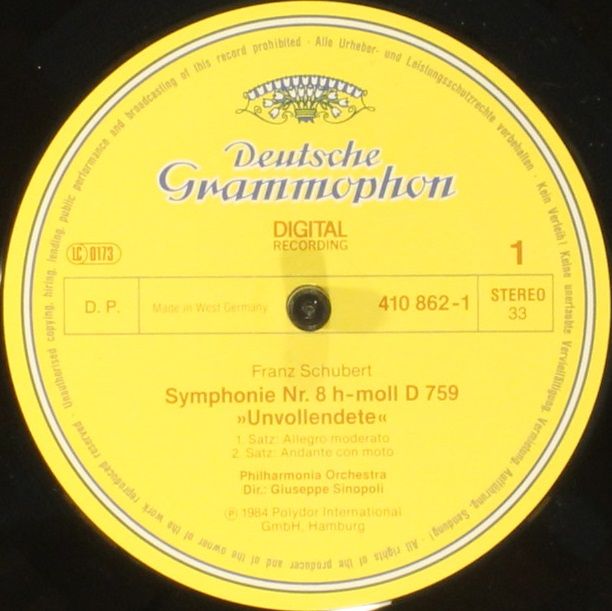 Unauthorised copying, hiring, lending, public performance and broadcasting of this record prohibited · Alle Urheber- und Leistungsschutzrechte vorbehalten · Kein Verleih! Keine unerlaubte Vervielfältigung, Vermietung, Aufführung, Sendung! · All rights of the producer and of the owner of the work reproduced reserved ·
Deutsche
Grammophon
DIGITAL
RECORDING
LC 0173
1
D. P.
Made in West Germany
410 862-1
STEREO
33
Franz Schubert
Symphonie Nr. 8 h-moll D 759
»Unvollendete«
1. Satz: Allegro moderato
2. Satz: Andante con moto
Philharmonia Orchestra
Dir.: Giuseppe Sinopoli
Ⓟ 1984 Polydor International
GmbH, Hamburg